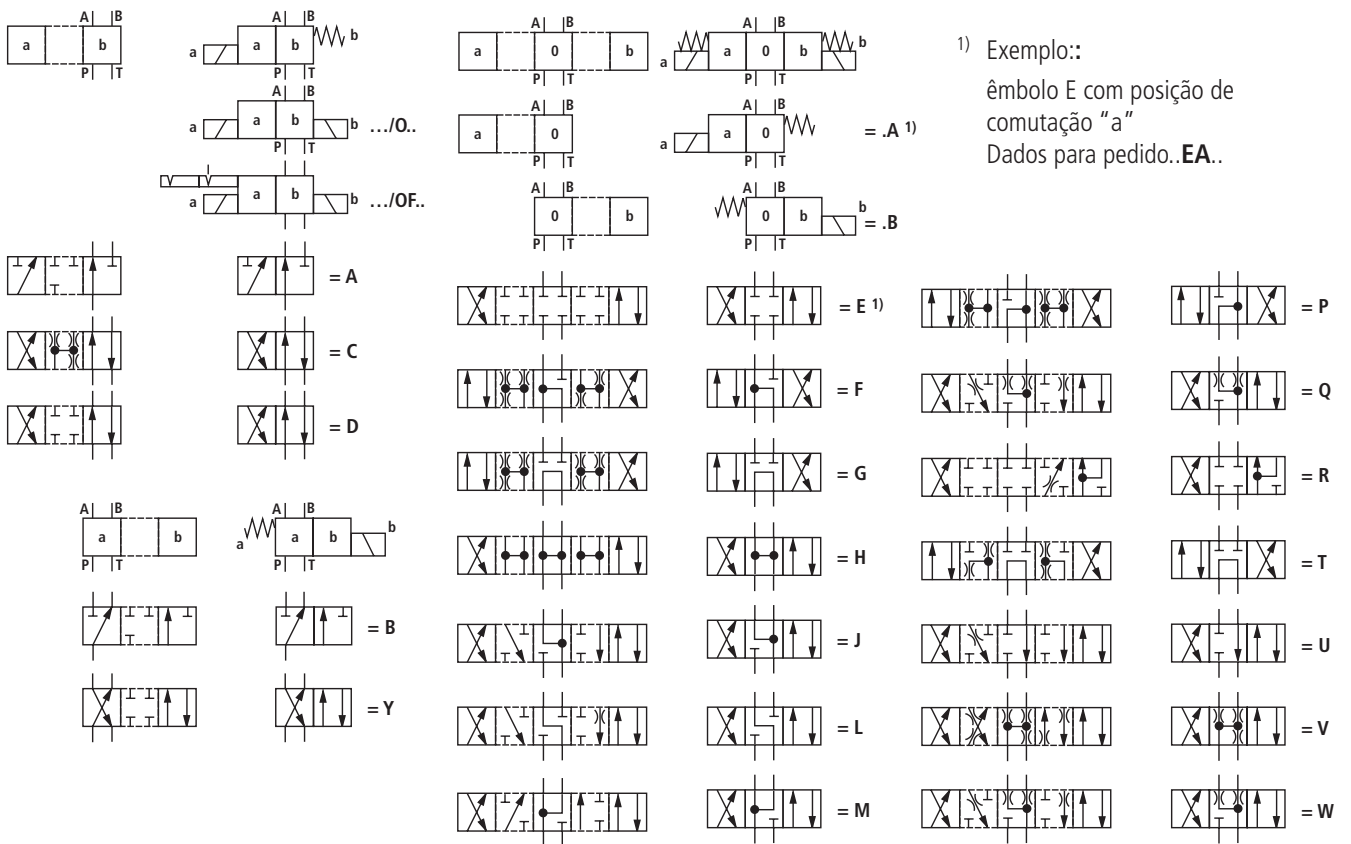 A B
a b
P T
A B
a a b b
P T
A B
a a b b .../O..
P T
a a b b .../OF..
= A
= C
= D
A B
a b
P T
A B
a a b b
P T
= B
= Y
A B
a 0 b
P T
A B
a a 0 b b
P T
A B
a 0
P T
A B
a a 0 = .A 1)
P T
A B
0 b
P T
A B
0 b b = .B
P T
= E 1)
= F
= G
= H
= J
= L
= M
1) Exemplo::
êmbolo E com posição de
comutação “a”
Dados para pedido..EA..
= P
= Q
= R
= T
= U
= V
= W